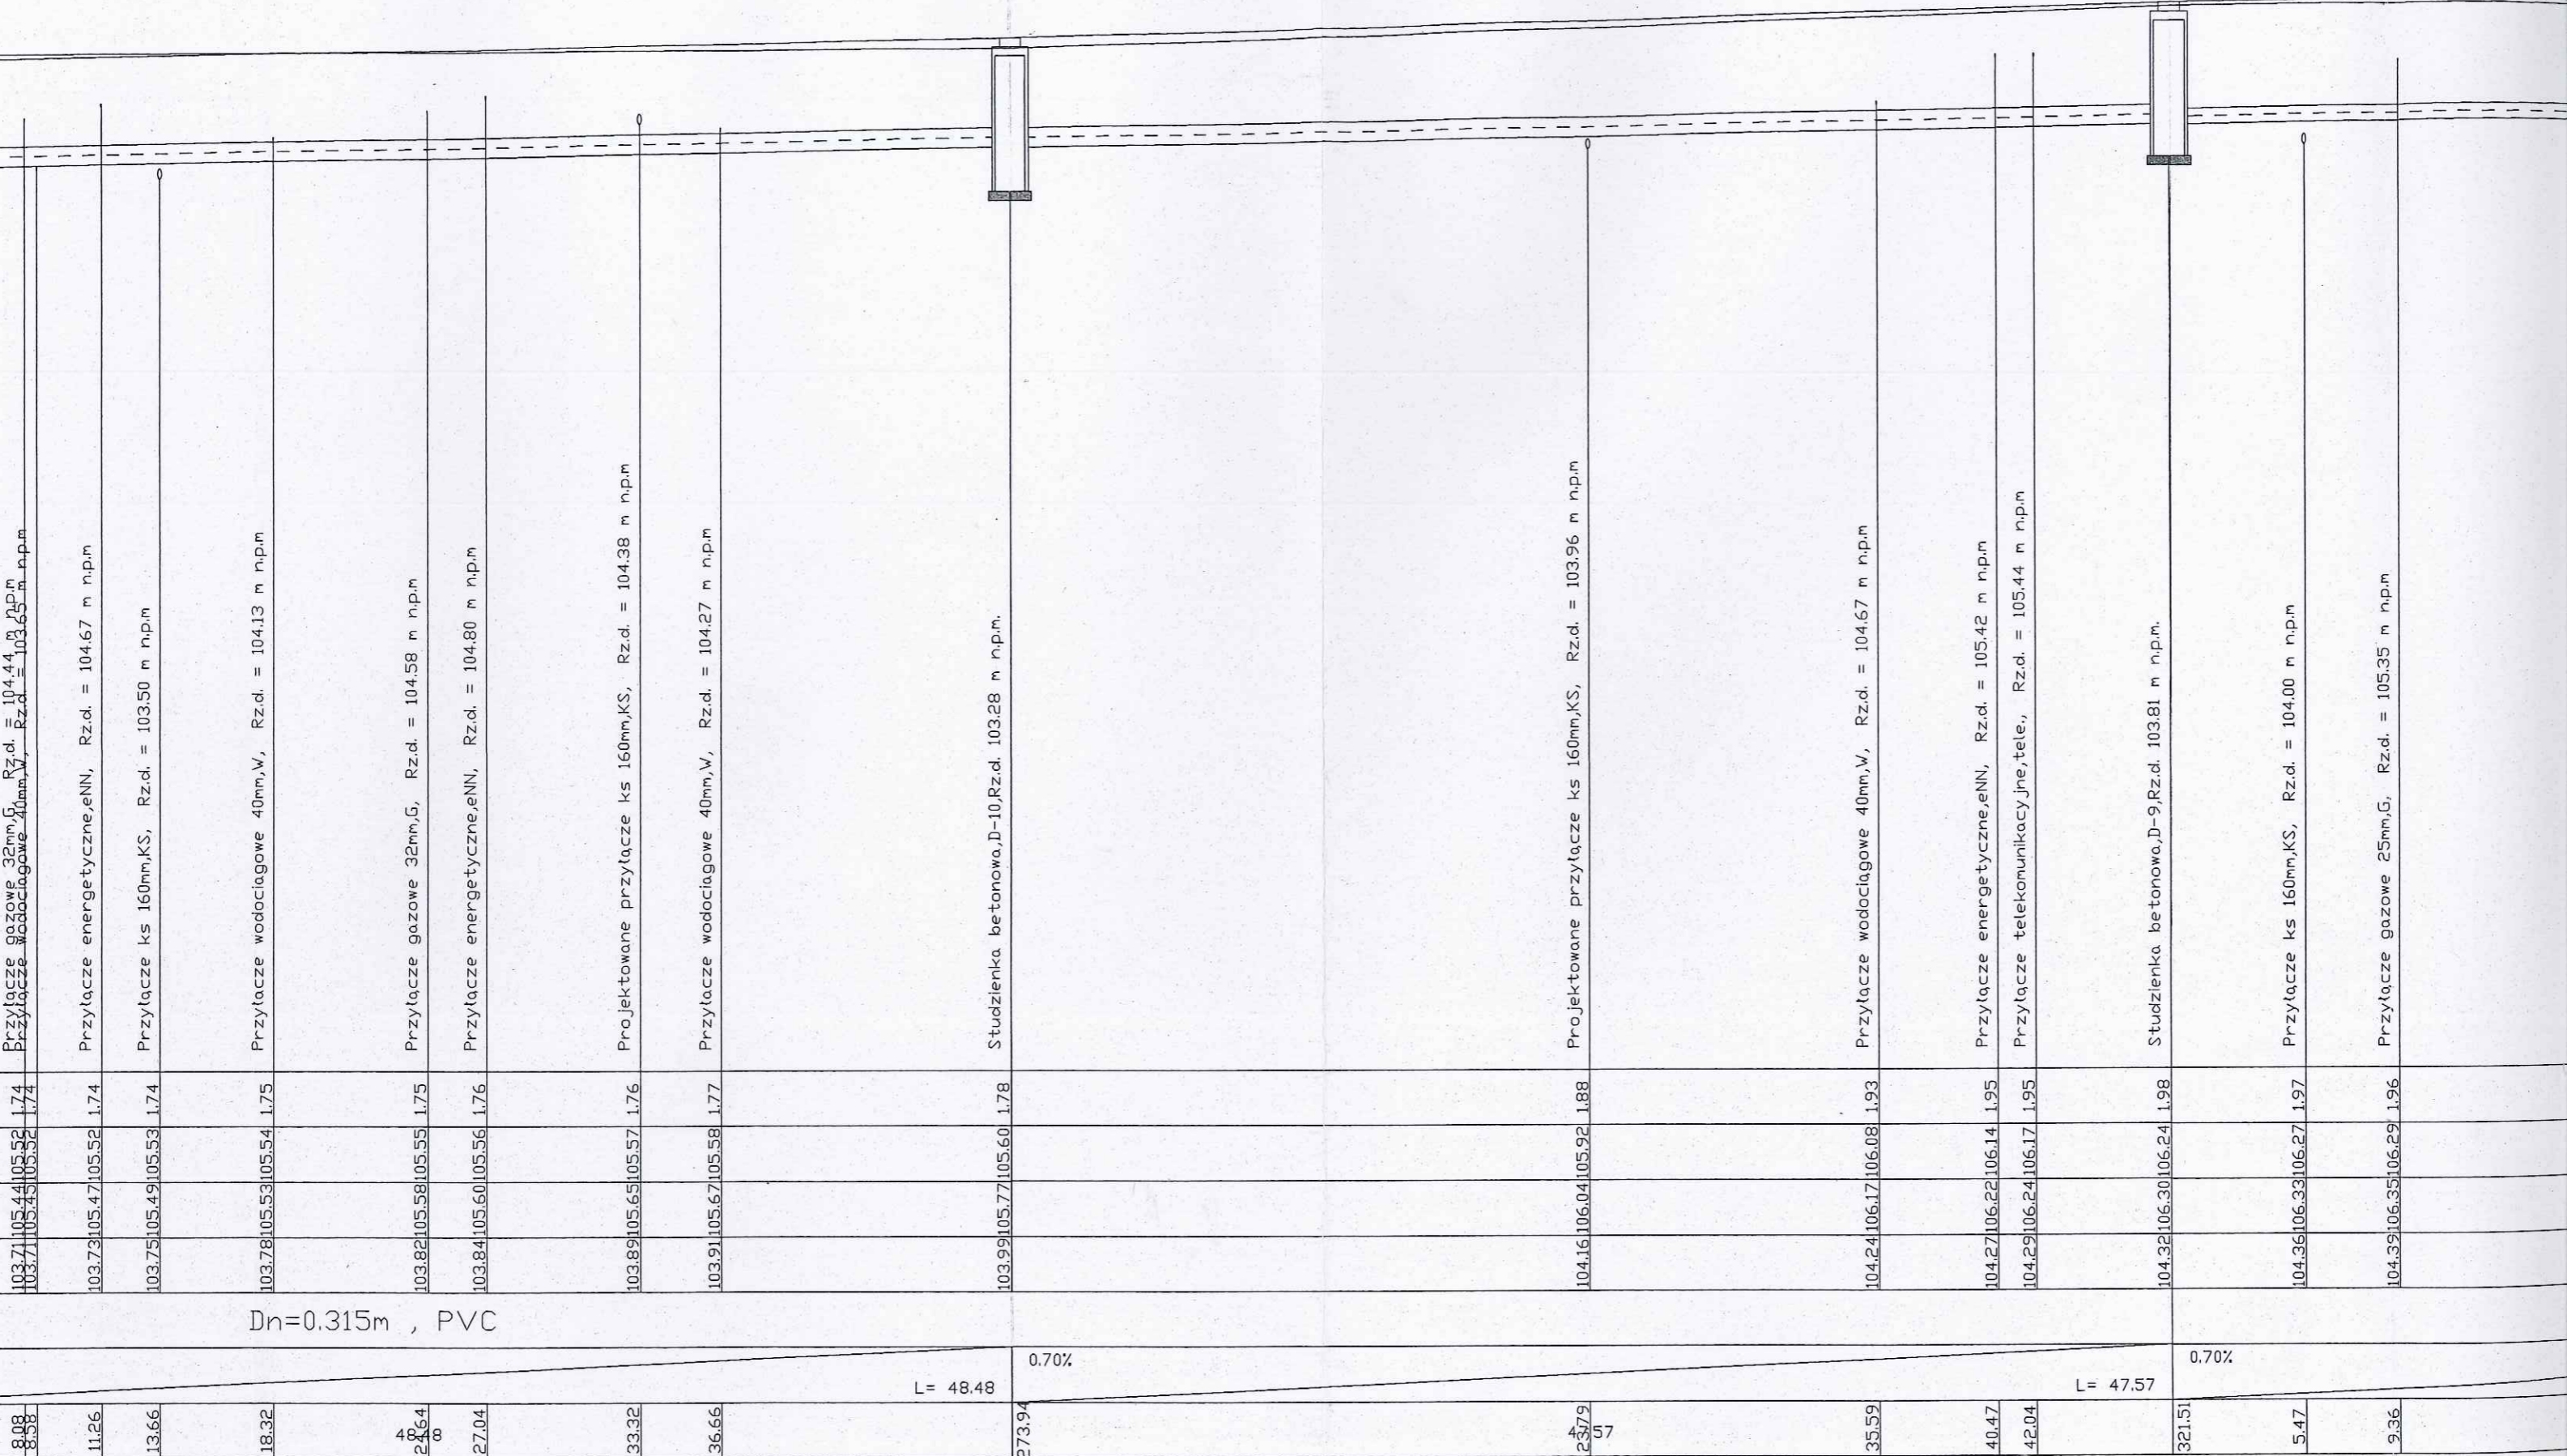 Przyłącze gazowe 32mm,G, Rz.d. = 104.44 m n.p.m
Przyłącze wodociągowe 40mm,W, Rz.d. = 103.65 m n.p.m
Przyłącze energetyczne,eNN, Rz.d. = 104.67 m n.p.m
Przyłącze ks 160mm,KS, Rz.d. = 103.50 m n.p.m
Przyłacze wodociągowe 40mm,W, Rz.d. = 104.13 m n.p.m
Przyłącze gazowe 32mm,G, Rz.d. = 104.58 m n.p.m
Przyłącze energetyczne,eNN, Rz.d. = 104.80 m n.p.m
Projektowane przyłącze ks 160mm,KS, Rz.d. = 104.38 m n.p.m
Przyłacze wodociągowe 40mm,W, Rz.d. = 104.27 m n.p.m
Studzienka betonowa,D-10,Rz.d. 103.28 m n.p.m.
Projektowane przyłącze ks 160mm,KS, Rz.d. = 103.96 m n.p.m
Przyłacze wodociągowe 40mm,W, Rz.d. = 104.67 m n.p.m
Przyłącze energetyczne,eNN, Rz.d. = 105.42 m n.p.m
Przyłącze telekomunikacyjne,tele., Rz.d. = 105.44 m n.p.m
Studzienka betonowa,D-9,Rz.d. 103.81 m n.p.m.
Przyłącze ks 160mm,KS, Rz.d. = 104.00 m n.p.m
Przyłącze gazowe 25mm,G, Rz.d. = 105.35 m n.p.m
1.74 1.74 1.74 1.74 1.75 1.75 1.76 1.76 1.77 1.78 1.88 1.93 1.95 1.95 1.98 1.97 1.96
105.52 105.52 105.52 105.53 105.54 105.55 105.56 105.57 105.58 105.60 105.92 106.08 106.14 106.17 106.24 106.27 106.29
105.44 105.45 105.47 105.49 105.53 105.58 105.60 105.65 105.67 105.77 106.04 106.17 106.22 106.24 106.30 106.33 106.35
103.71 103.71 103.73 103.75 103.78 103.82 103.84 103.89 103.91 103.99 104.16 104.24 104.27 104.29 104.32 104.36 104.39
Dn=0.315m , PVC
0.70%
0.70%
L= 48.48
L= 47.57
8.08 8.58 11.26 13.66 18.32 24.64 48.48 27.04 33.32 36.66 273.94 23.79 47.57 35.59 40.47 42.04 321.51 5.47 9.36